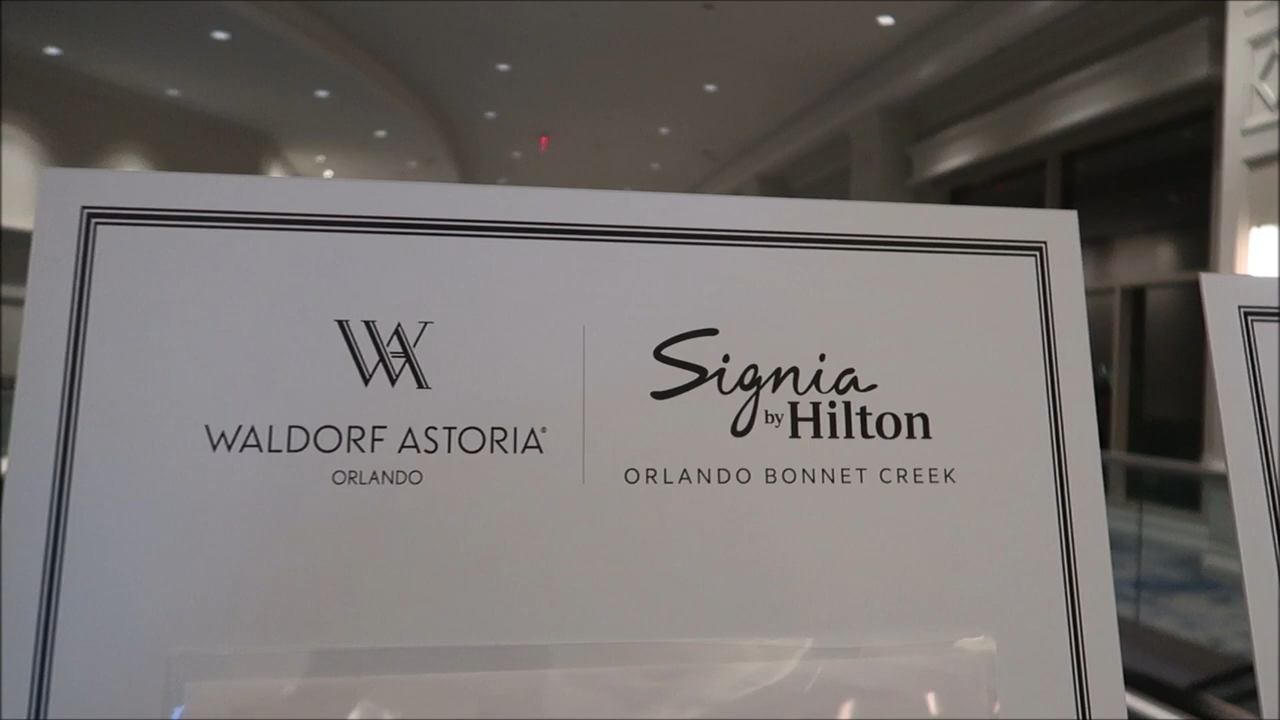 WA
WALDORF ASTORIA®
ORLANDO
Signia
by Hilton
ORLANDO BONNET CREEK